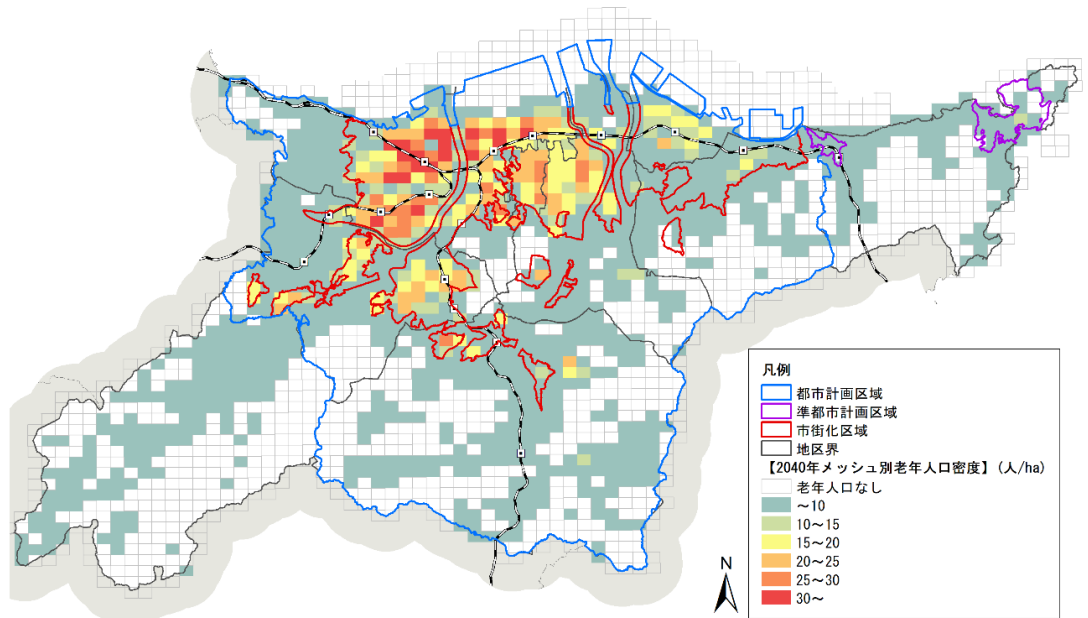 凡例
都市計画区域
準都市計画区域
市街化区域
地区界
【2040年メッシュ別老年人口密度】(人/ha)
老年人口なし
~10
10~15
15~20
20~25
25~30
30~
N